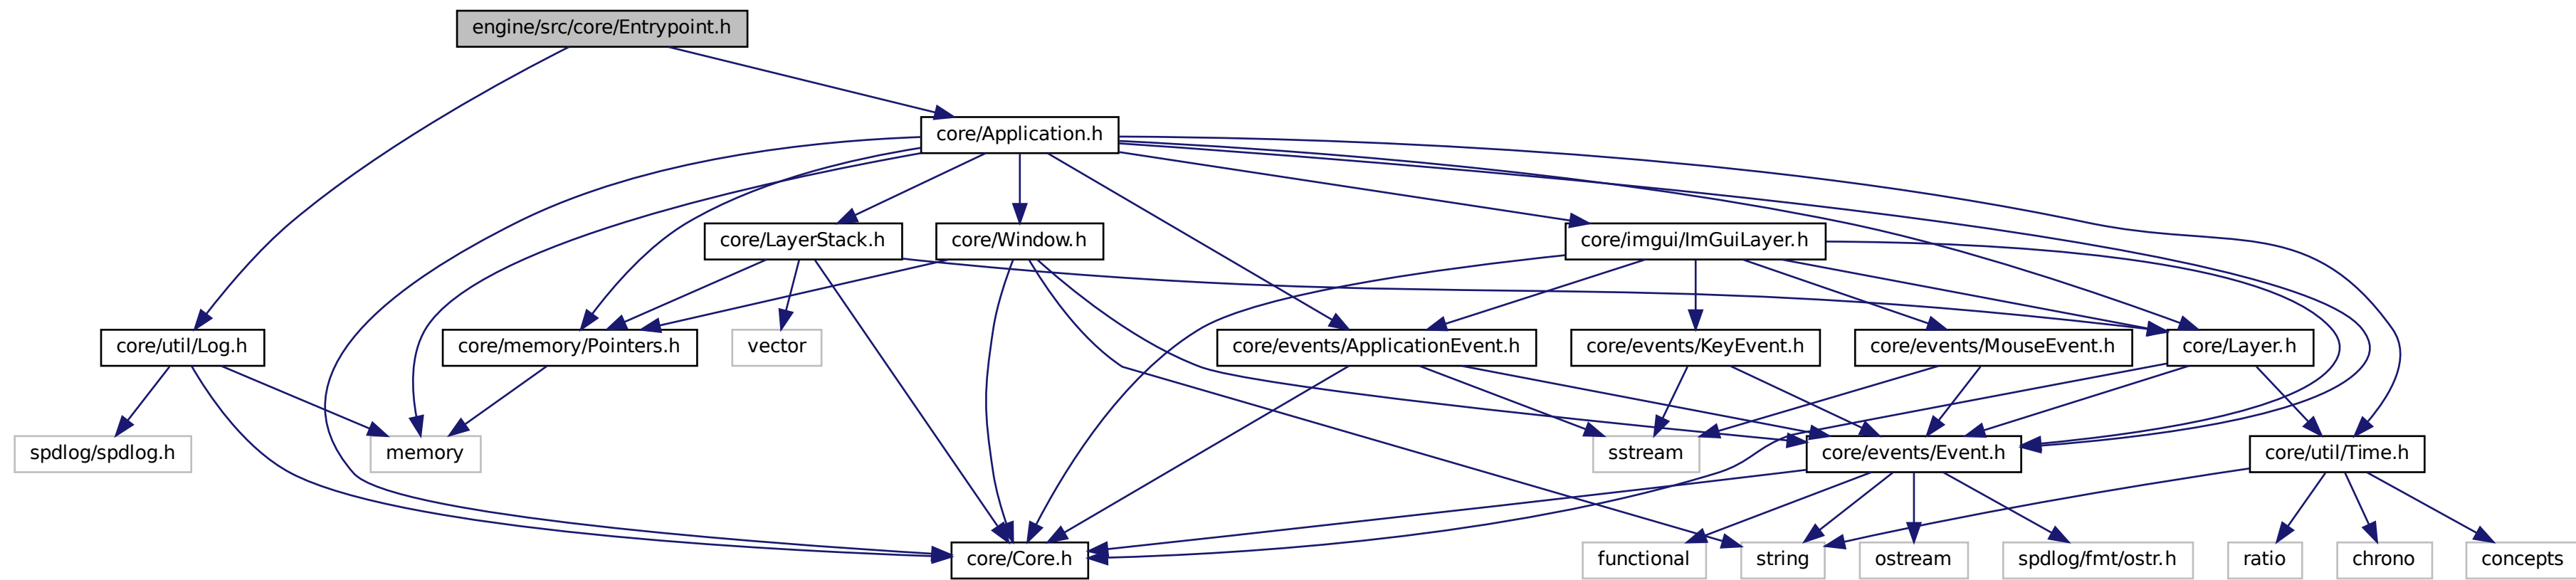 engine/src/core/Entrypoint.h
core/Application.h
core/LayerStack.h
core/Window.h
core/imgui/ImGuiLayer.h
core/util/Log.h
core/memory/Pointers.h
vector
core/events/ApplicationEvent.h
core/events/KeyEvent.h
core/events/MouseEvent.h
core/Layer.h
spdlog/spdlog.h
memory
sstream
core/events/Event.h
core/util/Time.h
core/Core.h
functional
string
ostream
spdlog/fmt/ostr.h
ratio
chrono
concepts